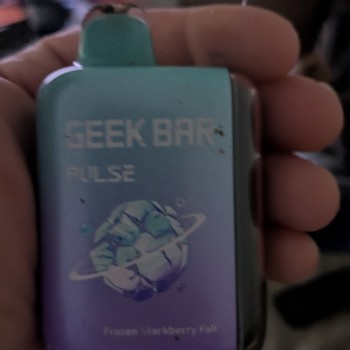 GEEK BAR
PULSE
Frozen Blackberry Fab